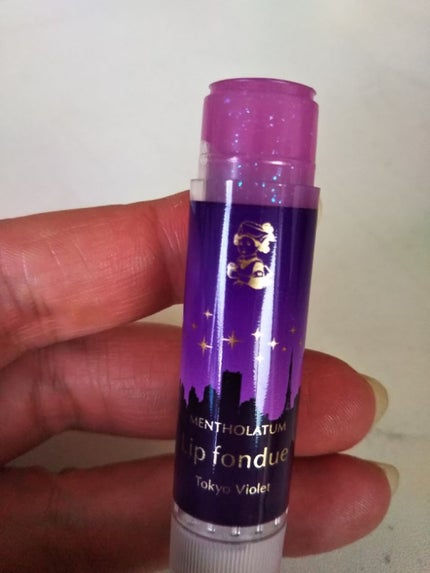 MENTHOLATUM
Lip fondue
Tokyo Violet